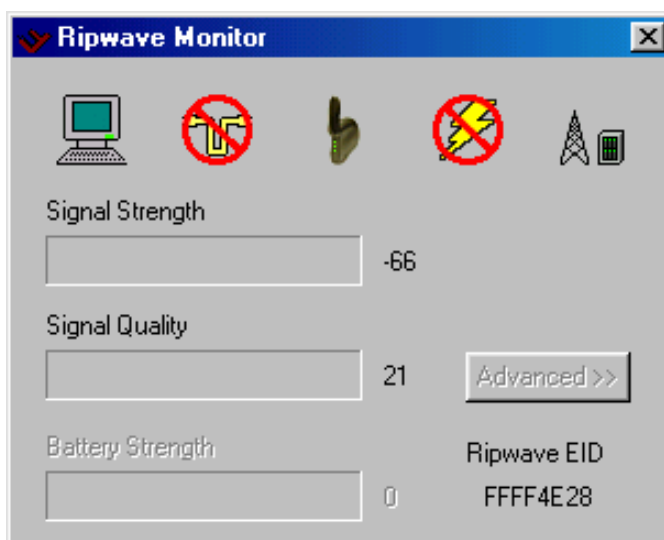 Ripwave Monitor
Signal Strength
-66
Signal Quality
21
Advanced >>
Battery Strength
0
Ripwave EID
FFFF4E28